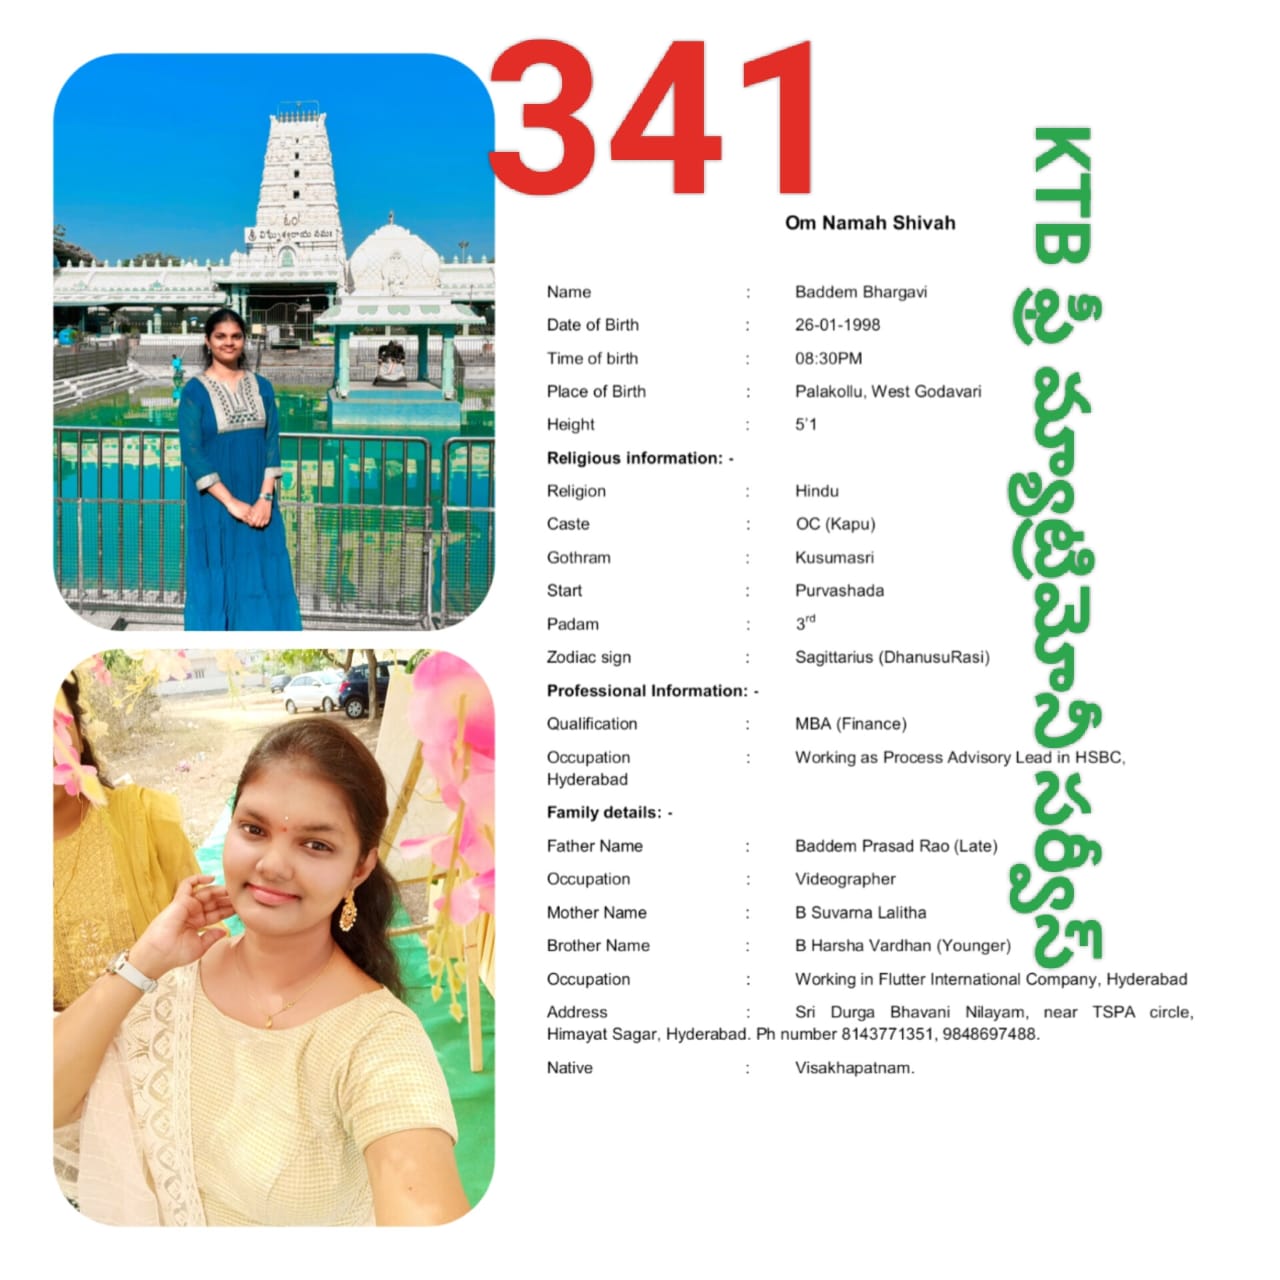 341
Om Namah Shivah
Name : Baddem Bhargavi
Date of Birth : 26-01-1998
Time of birth : 08:30PM
Place of Birth : Palakollu, West Godavari
Height : 5'1
Religious information: -
Religion : Hindu
Caste : OC (Kapu)
Gothram : Kusumasri
Start : Purvashada
Padam : 3rd
Zodiac sign : Sagittarius (DhanusuRasi)
Professional Information: -
Qualification : MBA (Finance)
Occupation : Working as Process Advisory Lead in HSBC,
Hyderabad
Family details: -
Father Name : Baddem Prasad Rao (Late)
Occupation : Videographer
Mother Name : B Suvarna Lalitha
Brother Name : B Harsha Vardhan (Younger)
Occupation : Working in Flutter International Company, Hyderabad
Address : Sri Durga Bhavani Nilayam, near TSPA circle,
Himayat Sagar, Hyderabad. Ph number 8143771351, 9848697488.
Native : Visakhapatnam.
KTB ఫ్రీ మ్యాట్రిమోనీ సర్వీస్
ఓం
శ్రీ విఘ్నేశ్వరాయ నమః